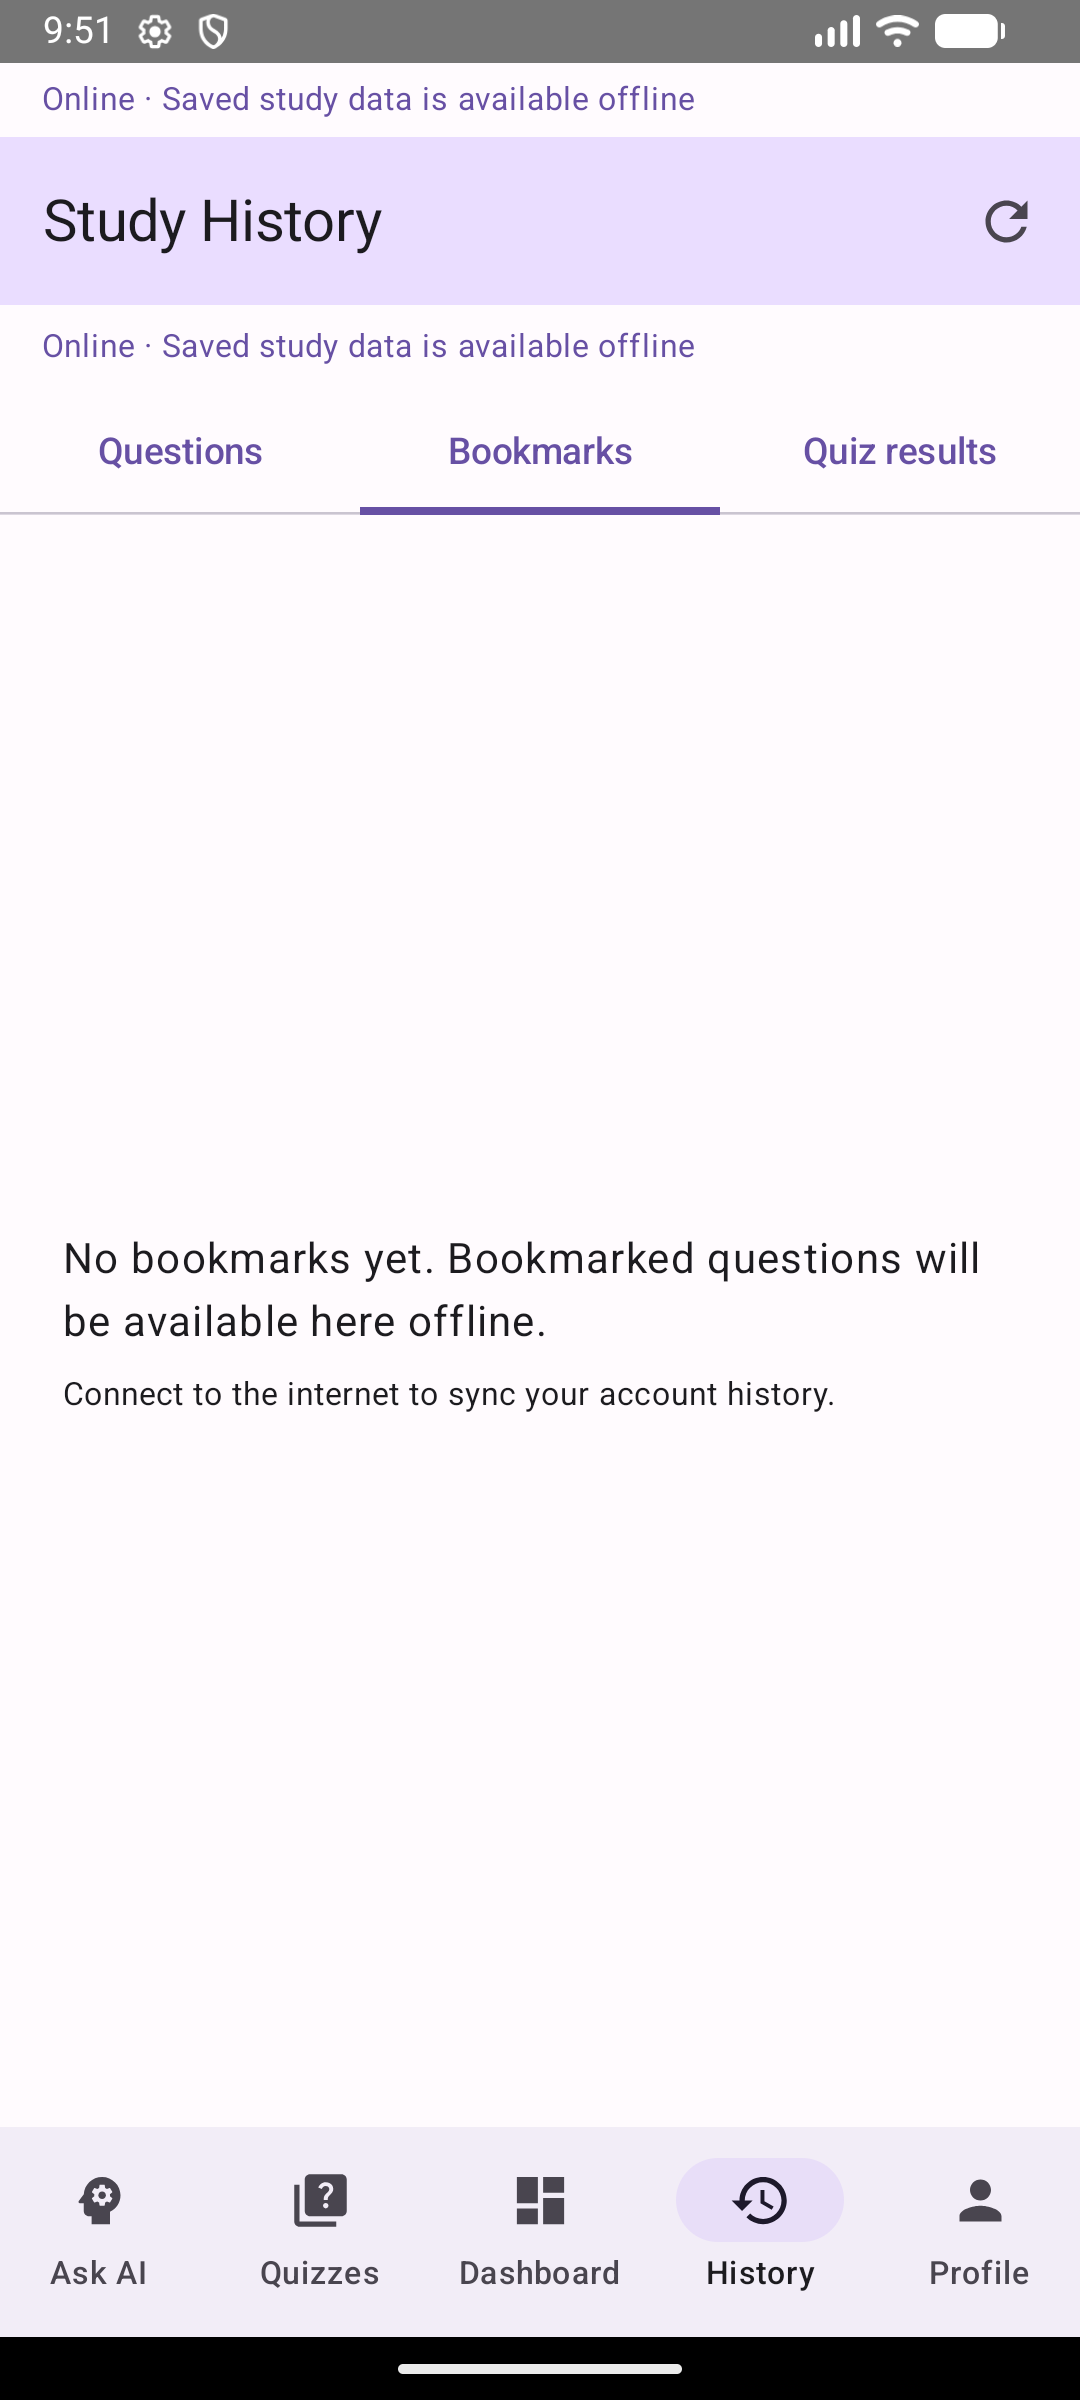 9:51
Online · Saved study data is available offline
Study History
Online · Saved study data is available offline
Questions
Bookmarks
Quiz results
No bookmarks yet. Bookmarked questions will
be available here offline.
Connect to the internet to sync your account history.
Ask AI
Quizzes
Dashboard
History
Profile